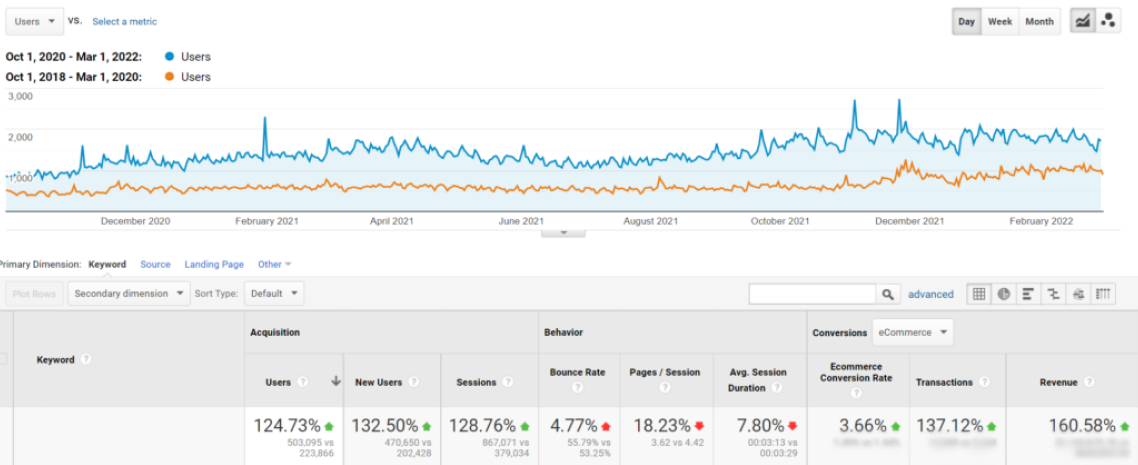 Users VS. Select a metric Day Week Month
Oct 1, 2020 - Mar 1, 2022: Users
Oct 1, 2018 - Mar 1, 2020: Users
3,000
2,000
1,000
December 2020 February 2021 April 2021 June 2021 August 2021 October 2021 December 2021 February 2022
Primary Dimension: Keyword Source Landing Page Other
Plot Rows Secondary dimension Sort Type: Default advanced
Acquisition Behavior Conversions eCommerce
Keyword ? Users ? New Users ? Sessions ? Bounce Rate ? Pages / Session ? Avg. Session Duration ? Ecommerce Conversion Rate ? Transactions ? Revenue ?
124.73% 132.50% 128.76% 4.77% 18.23% 7.80% 3.66% 137.12% 160.58%
503,095 vs 470,650 vs 867,071 vs 55.79% vs 3.62 vs 4.42 00:03:13 vs
223,866 202,428 379,034 53.25% 00:03:29